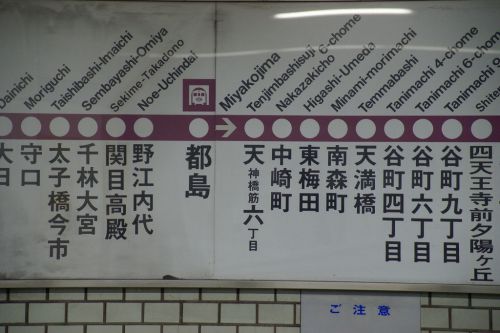 Dainichi
Moriguchi
Taishibashi-Imaichi
Sembayashi-Omiya
Sekime-Takadono
Noe-Uchindai
Miyakojima
Tenjimbashisuji 6-chome
Nakazakicho
Higashi-Umeda
Minami-morimachi
Temmabashi
Tanimachi 4-chome
Tanimachi 6-chome
Tanimachi 9
大日
守口
太子橋今市
千林大宮
関目高殿
野江内代
都島
天神橋筋六丁目
中崎町
東梅田
南森町
天満橋
谷町四丁目
谷町六丁目
谷町九丁目
四天王寺前夕陽ヶ丘
ご注意